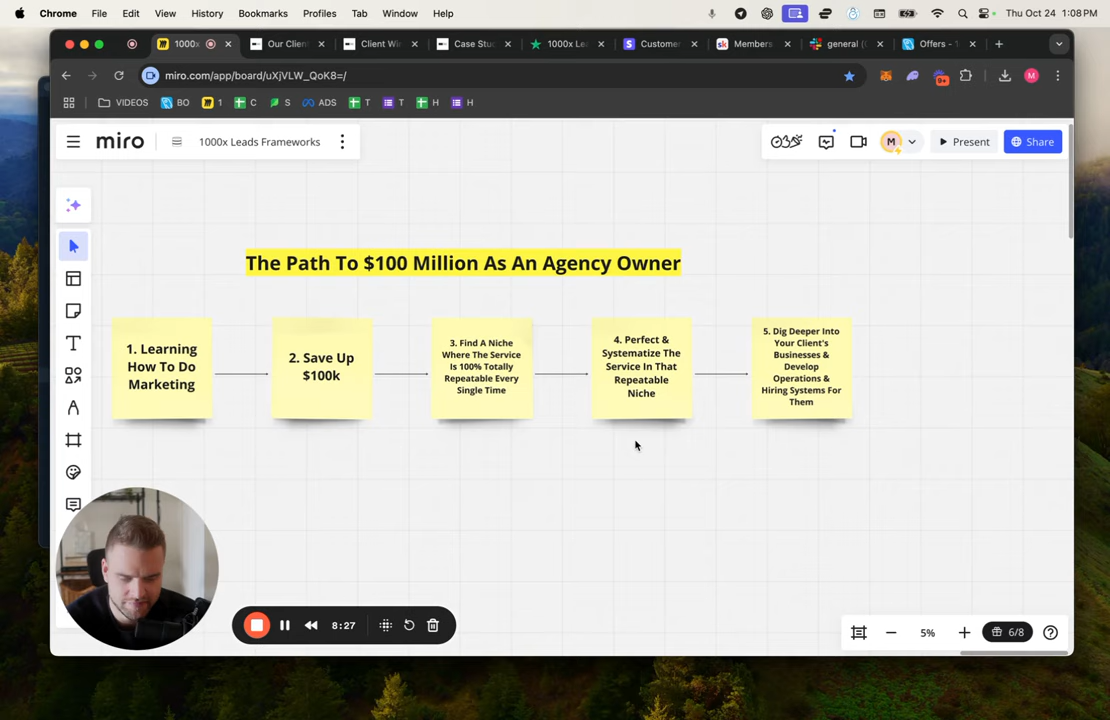 Chrome File Edit View History Bookmarks Profiles Tab Window Help Thu Oct 24 1:08 PM
1000x Our Clien Client Win Case Stud 1000x Le Customer Members general ( Offers - 1
miro.com/app/board/uXjVLW_QoK8=/ 9+ M
VIDEOS BO 1 C S ADS T T H H
miro 1000x Leads Frameworks M Present Share
The Path To $100 Million As An Agency Owner
1. Learning
How To Do
Marketing
2. Save Up
$100k
3. Find A Niche
Where The Service
Is 100% Totally
Repeatable Every
Single Time
4. Perfect &
Systematize The
Service In That
Repeatable
Niche
5. Dig Deeper Into
Your Client's
Businesses &
Develop
Operations &
Hiring Systems For
Them
8:27
5% 6/8